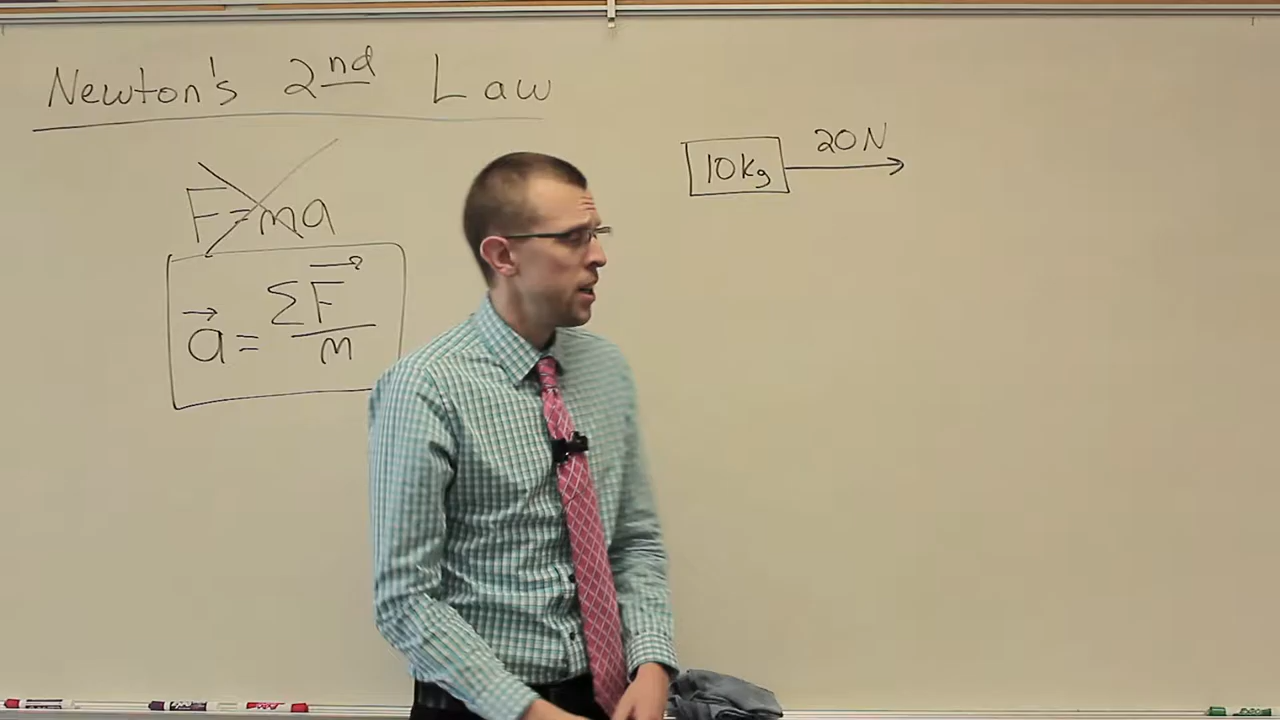 Newton's 2nd Law
F=ma
a = ΣF/m
10kg
20N